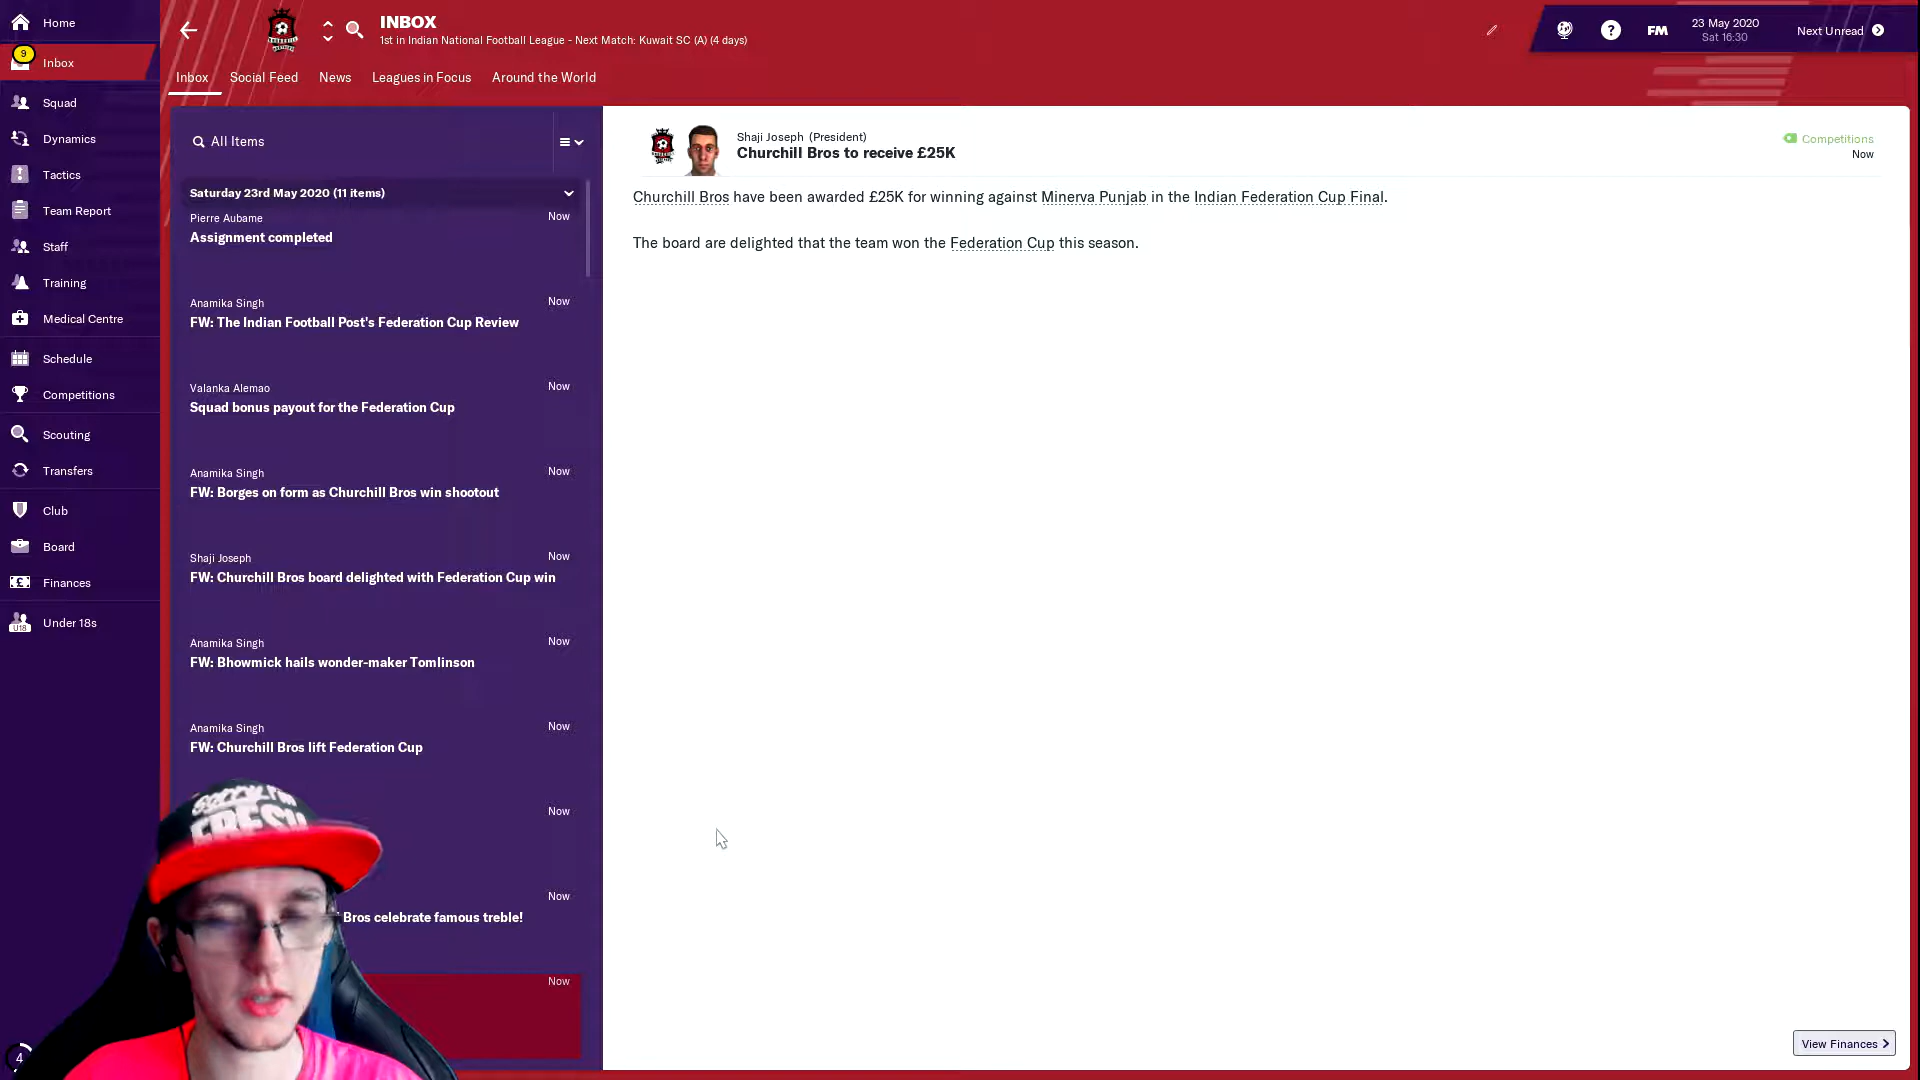 Home
9
Inbox
Squad
Dynamics
Tactics
Team Report
Staff
Training
Medical Centre
Schedule
Competitions
Scouting
Transfers
Club
Board
Finances
U18
Under 18s
4
INBOX
1st in Indian National Football League - Next Match: Kuwait SC (A) (4 days)
?
FM
23 May 2020
Sat 16:30
Next Unread
Inbox
Social Feed
News
Leagues in Focus
Around the World
All Items
Saturday 23rd May 2020 (11 items)
Pierre Aubame
Now
Assignment completed
Anamika Singh
Now
FW: The Indian Football Post's Federation Cup Review
Valanka Alemao
Now
Squad bonus payout for the Federation Cup
Anamika Singh
Now
FW: Borges on form as Churchill Bros win shootout
Shaji Joseph
Now
FW: Churchill Bros board delighted with Federation Cup win
Anamika Singh
Now
FW: Bhowmick hails wonder-maker Tomlinson
Anamika Singh
Now
FW: Churchill Bros lift Federation Cup
Now
Now
Bros celebrate famous treble!
Now
SORRY I'M
FRESH
Shaji Joseph (President)
Churchill Bros to receive £25K
Competitions
Now
Churchill Bros have been awarded £25K for winning against Minerva Punjab in the Indian Federation Cup Final.
The board are delighted that the team won the Federation Cup this season.
View Finances